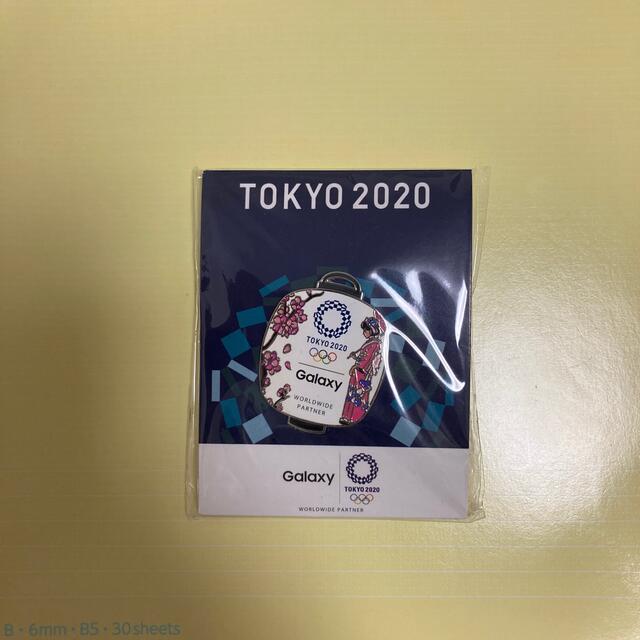 TOKYO 2020
TOKYO 2020
Galaxy
WORLDWIDE
PARTNER
Galaxy
TOKYO 2020
WORLDWIDE PARTNER
B・6mm・B5・30sheets